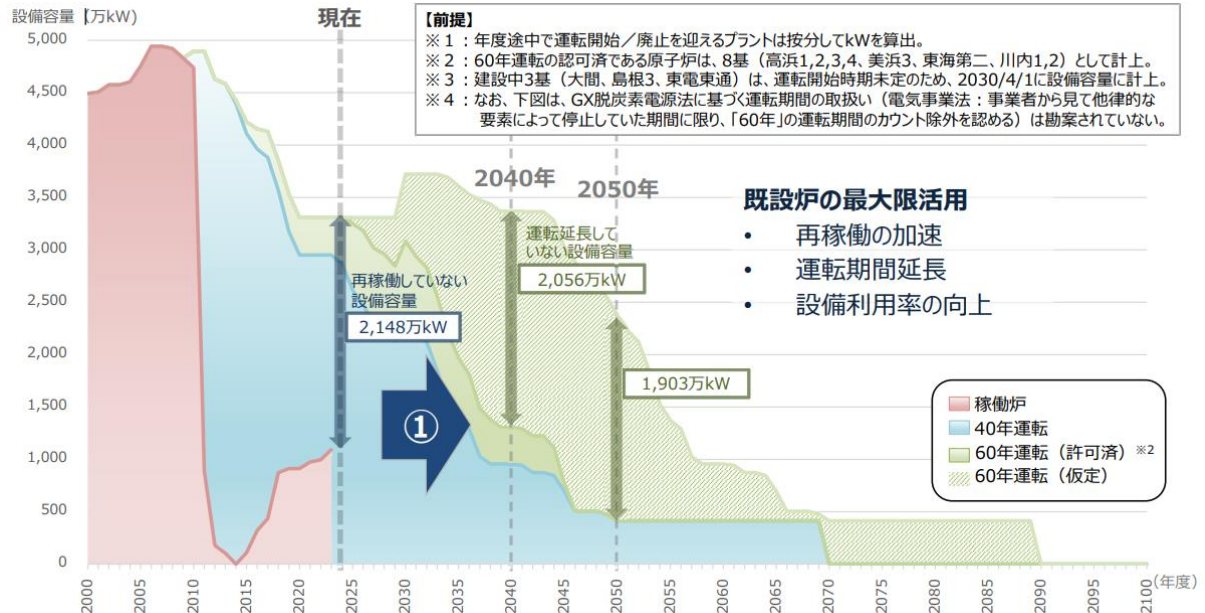 設備容量【万kW】
現在
【前提】
※1：年度途中で運転開始／廃止を迎えるプラントは按分してkWを算出。
※2：60年運転の認可済である原子炉は、8基（高浜1,2,3,4、美浜3、東海第二、川内1,2）として計上。
※3：建設中3基（大間、島根3、東電東通）は、運転開始時期未定のため、2030/4/1に設備容量に計上。
※4：なお、下図は、GX脱炭素電源法に基づく運転期間の取扱い（電気事業法：事業者から見て他律的な
要素によって停止していた期間に限り、「60年」の運転期間のカウント除外を認める）は勘案されていない。
5,000
4,500
4,000
3,500
3,000
2,500
2,000
1,500
1,000
500
0
2040年
2050年
既設炉の最大限活用
• 再稼働の加速
• 運転期間延長
• 設備利用率の向上
運転延長して
いない設備容量
2,056万kW
再稼働していない
設備容量
2,148万kW
1,903万kW
①
稼働炉
40年運転
60年運転（許可済）※2
60年運転（仮定）
2000
2005
2010
2015
2020
2025
2030
2035
2040
2045
2050
2055
2060
2065
2070
2075
2080
2085
2090
2095
2100
（年度）